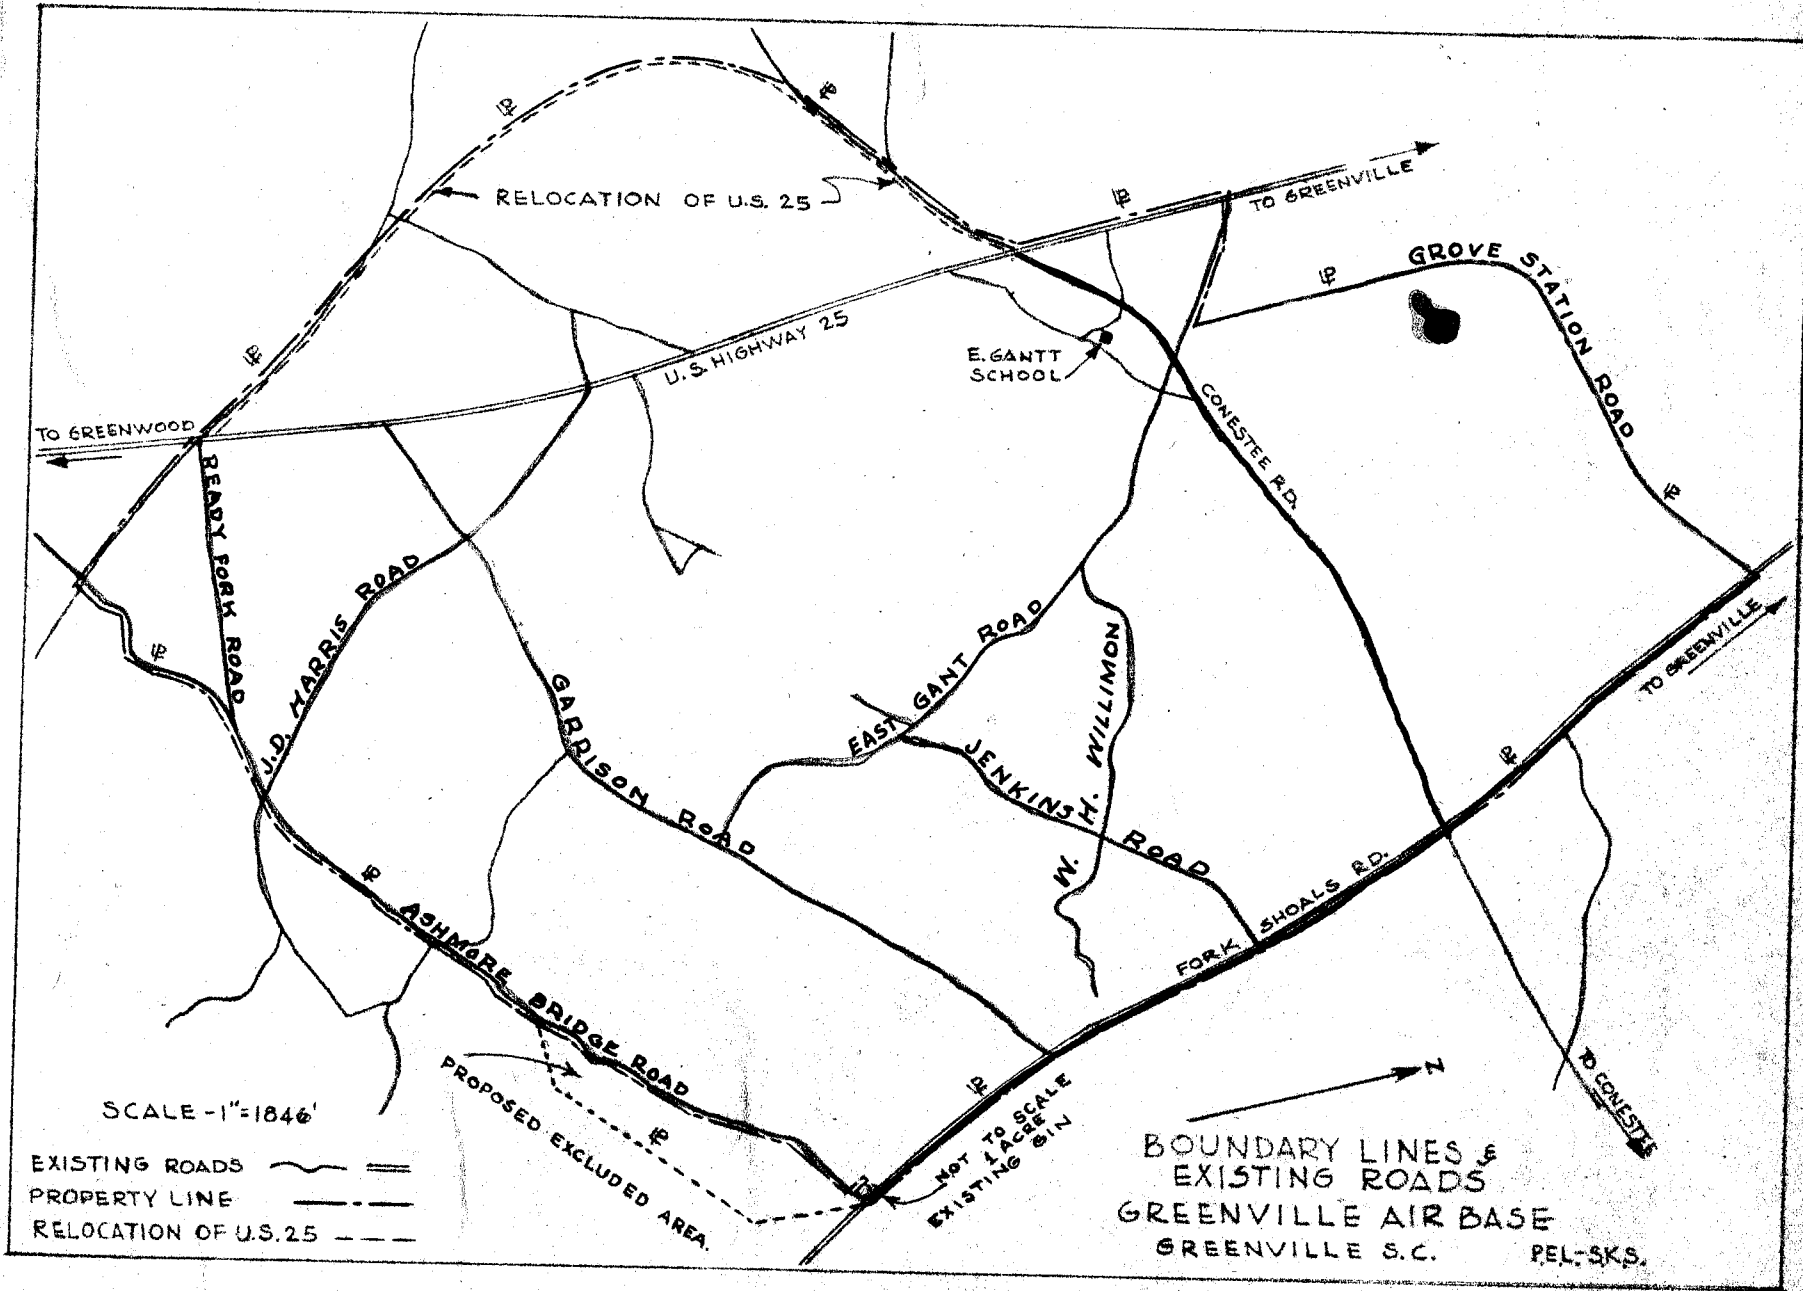 RELOCATION OF U.S. 25
TO GREENVILLE
GROVE STATION ROAD
U.S. HIGHWAY 25
E. GANTT
SCHOOL
TO GREENWOOD
CONESTEE RD.
READY FORK ROAD
J.D. HARRIS ROAD
GARRISON ROAD
EAST GANT ROAD
W. H. WILLIMON
JENKINS ROAD
TO GREENVILLE
FORK SHOALS RD.
ASHMORE BRIDGE ROAD
PROPOSED EXCLUDED AREA.
NOT TO SCALE
1 ACRE
EXISTING GIN
N
TO CONESTEE
SCALE - 1"=1846'
EXISTING ROADS
PROPERTY LINE
RELOCATION OF U.S. 25
BOUNDARY LINES &
EXISTING ROADS
GREENVILLE AIR BASE
GREENVILLE S.C.
P.E.L.-S.K.S.